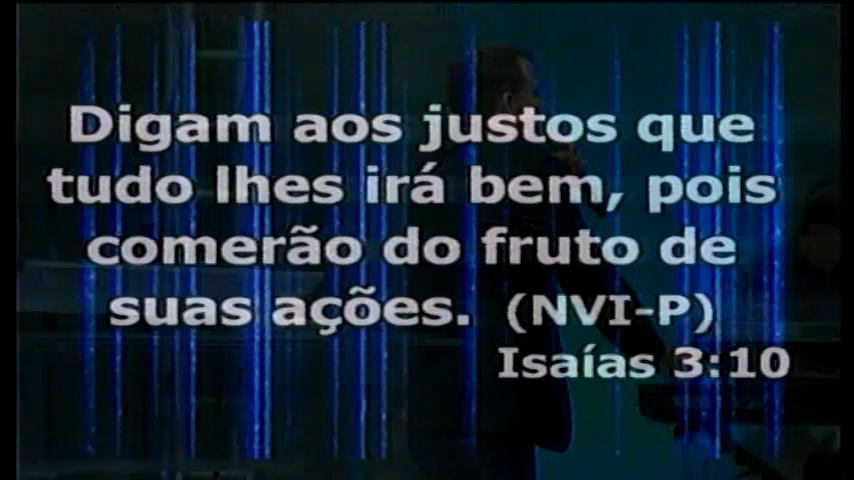 Digam aos justos que
tudo lhes irá bem, pois
comerão do fruto de
suas ações. (NVI-P)
Isaías 3:10